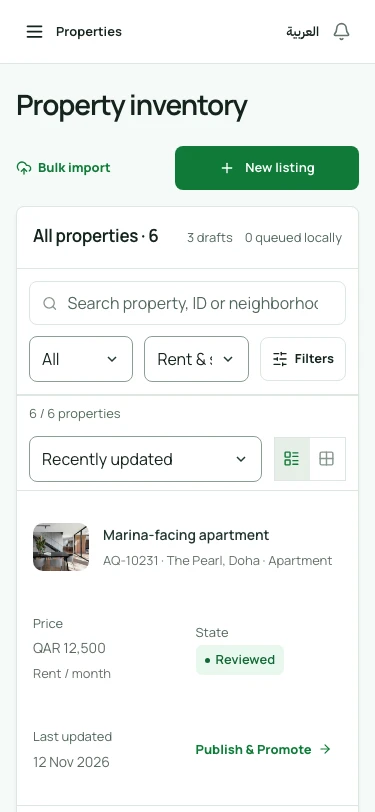 Properties
العربية
Property inventory
Bulk import
New listing
All properties · 6
3 drafts
0 queued locally
Search property, ID or neighborhoo
All
Rent & s
Filters
6 / 6 properties
Recently updated
Marina-facing apartment
AQ-10231 · The Pearl, Doha · Apartment
Price
QAR 12,500
Rent / month
State
Reviewed
Last updated
12 Nov 2026
Publish & Promote